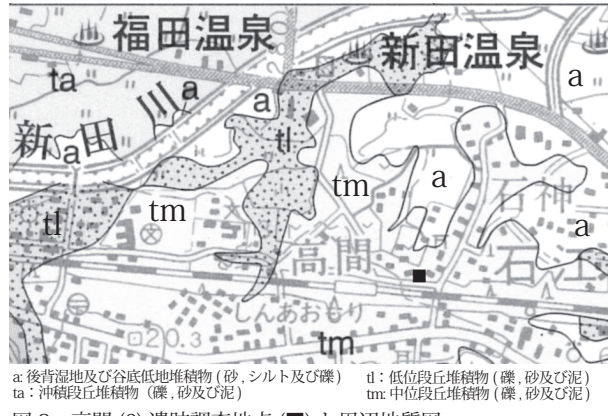 福田温泉
新田温泉
ta
a
a
a
新田川
a
tl
tm
a
石神
tl
tm
a
高間
石江
しんあおもり
20.3
tm
a: 後背湿地及び谷底低地堆積物 ( 砂 , シルト及び礫 )
tl：低位段丘堆積物 ( 礫 , 砂及び泥 )
ta：沖積段丘堆積物（礫 , 砂及び泥 )
tm: 中位段丘堆積物 ( 礫 , 砂及び泥 )